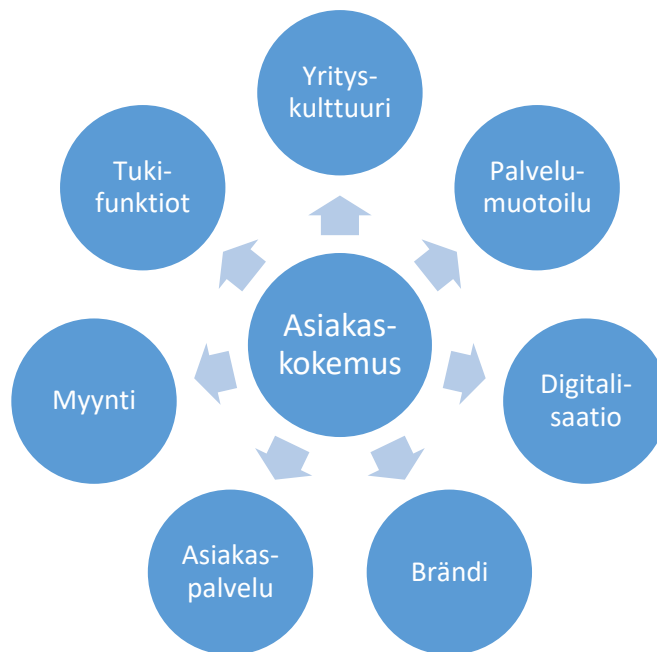 Yritys-
kulttuuri
Palvelu-
muotoilu
Digitali-
saatio
Brändi
Asiakas-
palvelu
Myynti
Tuki-
funktiot
Asiakas-
kokemus